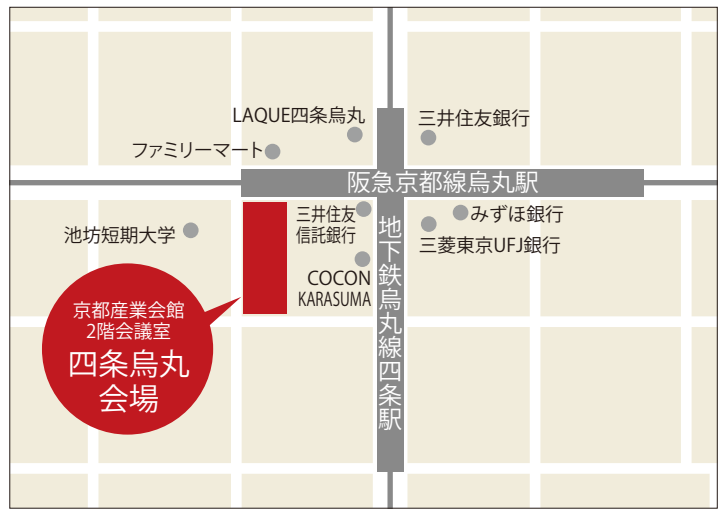 LAQUE四条烏丸
三井住友銀行
ファミリーマート
阪急京都線烏丸駅
三井住友
信託銀行
みずほ銀行
池坊短期大学
三菱東京UFJ銀行
地下鉄烏丸線四条駅
COCON
KARASUMA
京都産業会館
2階会議室
四条烏丸
会場